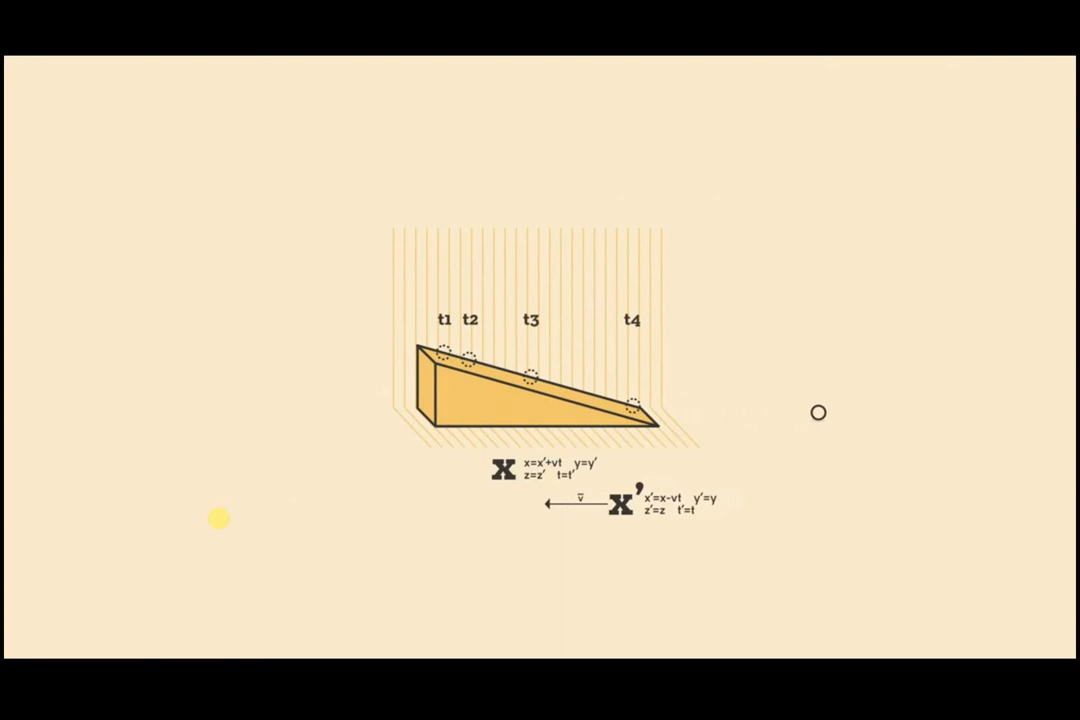 t1 t2 t3 t4
x x=x'+vt y=y'
z=z' t=t'
v̅ x' x'=x-vt y'=y
z'=z t'=t